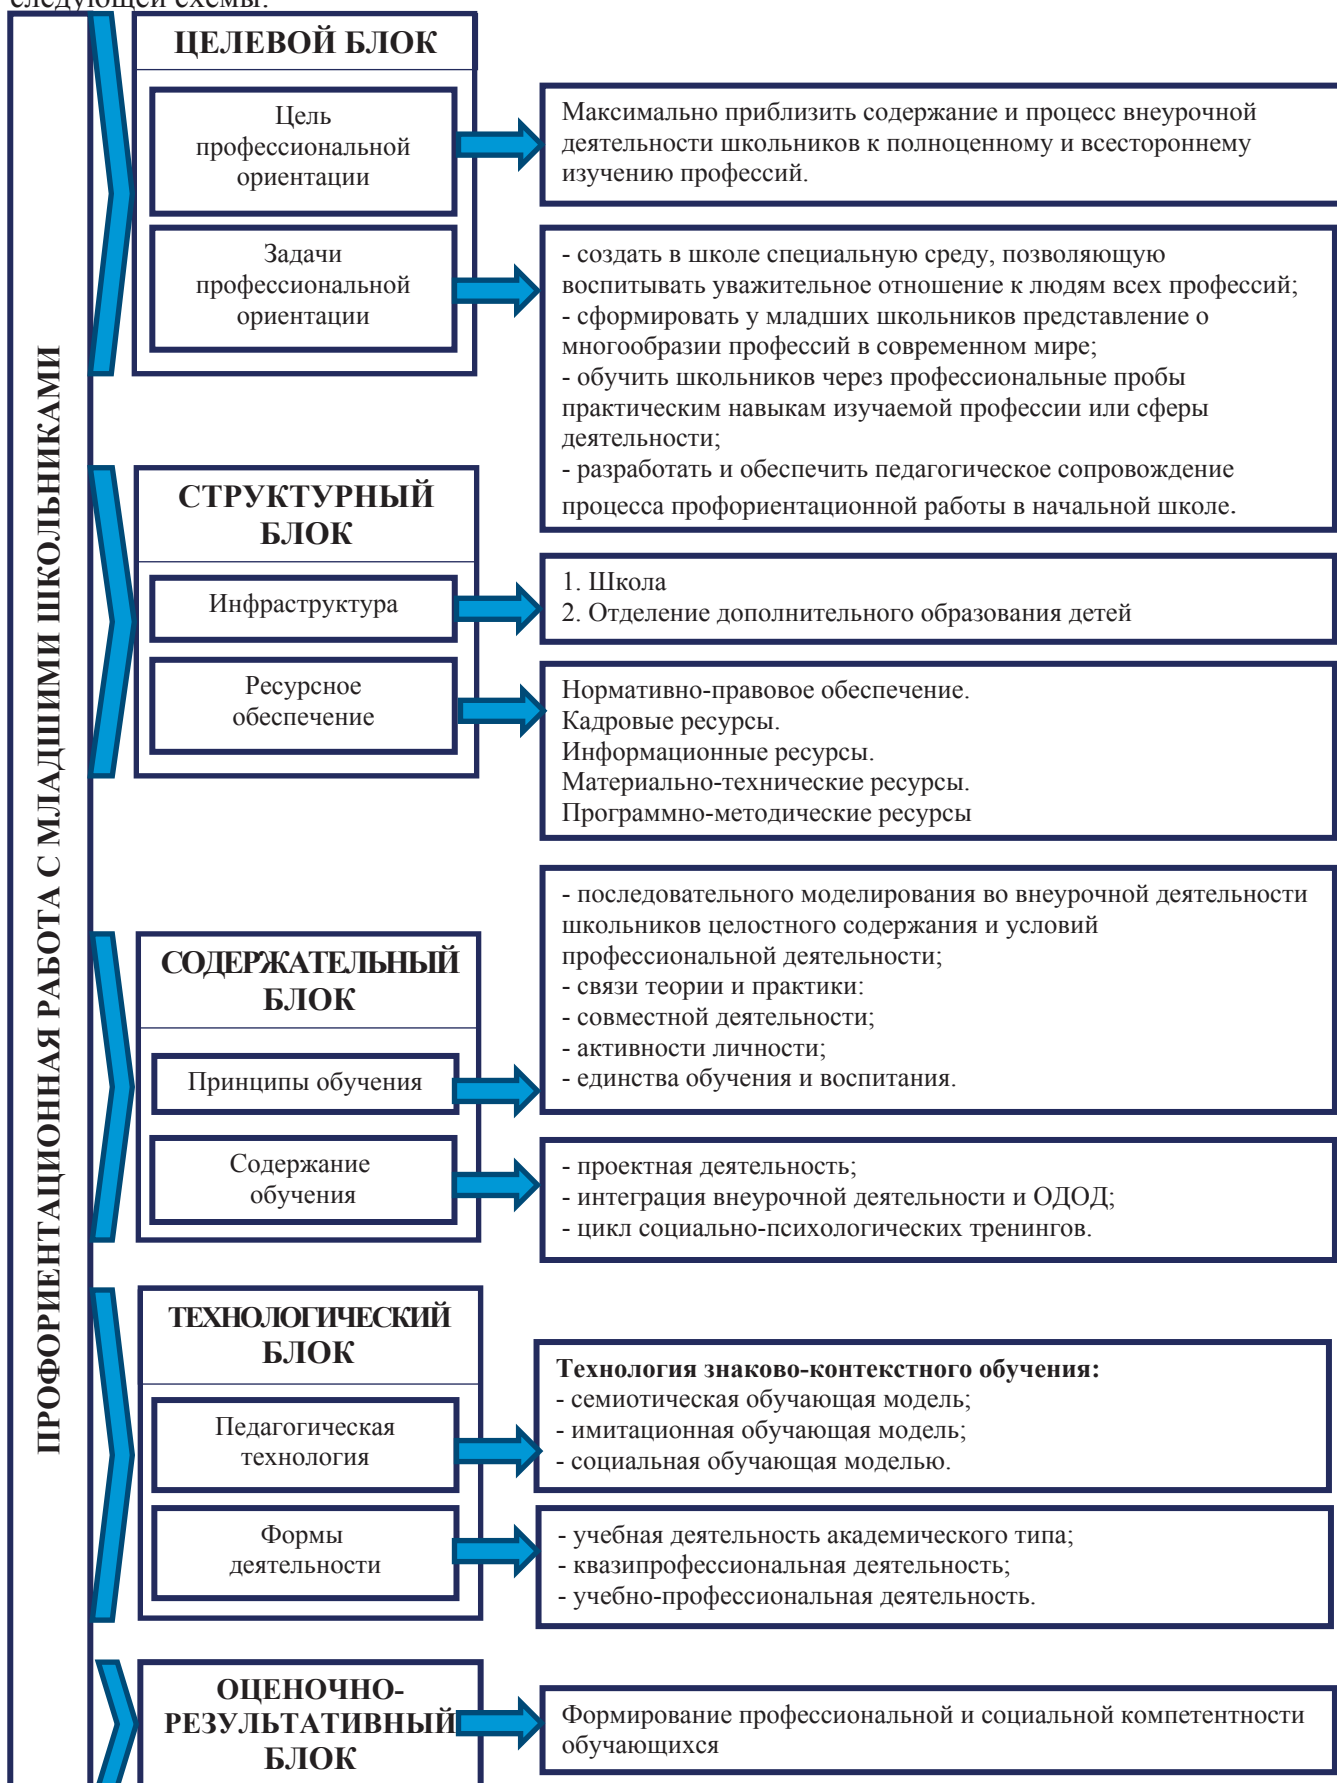 следующей схемы:
ПРОФОРИЕНТАЦИОННАЯ РАБОТА С МЛАДШИМИ ШКОЛЬНИКАМИ
ЦЕЛЕВОЙ БЛОК
Цель
профессиональной
ориентации
Максимально приблизить содержание и процесс внеурочной
деятельности школьников к полноценному и всестороннему
изучению профессий.
Задачи
профессиональной
ориентации
- создать в школе специальную среду, позволяющую
воспитывать уважительное отношение к людям всех профессий;
- сформировать у младших школьников представление о
многообразии профессий в современном мире;
- обучить школьников через профессиональные пробы
практическим навыкам изучаемой профессии или сферы
деятельности;
- разработать и обеспечить педагогическое сопровождение
процесса профориентационной работы в начальной школе.
СТРУКТУРНЫЙ
БЛОК
Инфраструктура
1. Школа
2. Отделение дополнительного образования детей
Ресурсное
обеспечение
Нормативно-правовое обеспечение.
Кадровые ресурсы.
Информационные ресурсы.
Материально-технические ресурсы.
Программно-методические ресурсы
СОДЕРЖАТЕЛЬНЫЙ
БЛОК
Принципы обучения
- последовательного моделирования во внеурочной деятельности
школьников целостного содержания и условий
профессиональной деятельности;
- связи теории и практики:
- совместной деятельности;
- активности личности;
- единства обучения и воспитания.
Содержание
обучения
- проектная деятельность;
- интеграция внеурочной деятельности и ОДОД;
- цикл социально-психологических тренингов.
ТЕХНОЛОГИЧЕСКИЙ
БЛОК
Педагогическая
технология
Технология знаково-контекстного обучения:
- семиотическая обучающая модель;
- имитационная обучающая модель;
- социальная обучающая моделью.
Формы
деятельности
- учебная деятельность академического типа;
- квазипрофессиональная деятельность;
- учебно-профессиональная деятельность.
ОЦЕНОЧНО-
РЕЗУЛЬТАТИВНЫЙ
БЛОК
Формирование профессиональной и социальной компетентности
обучающихся